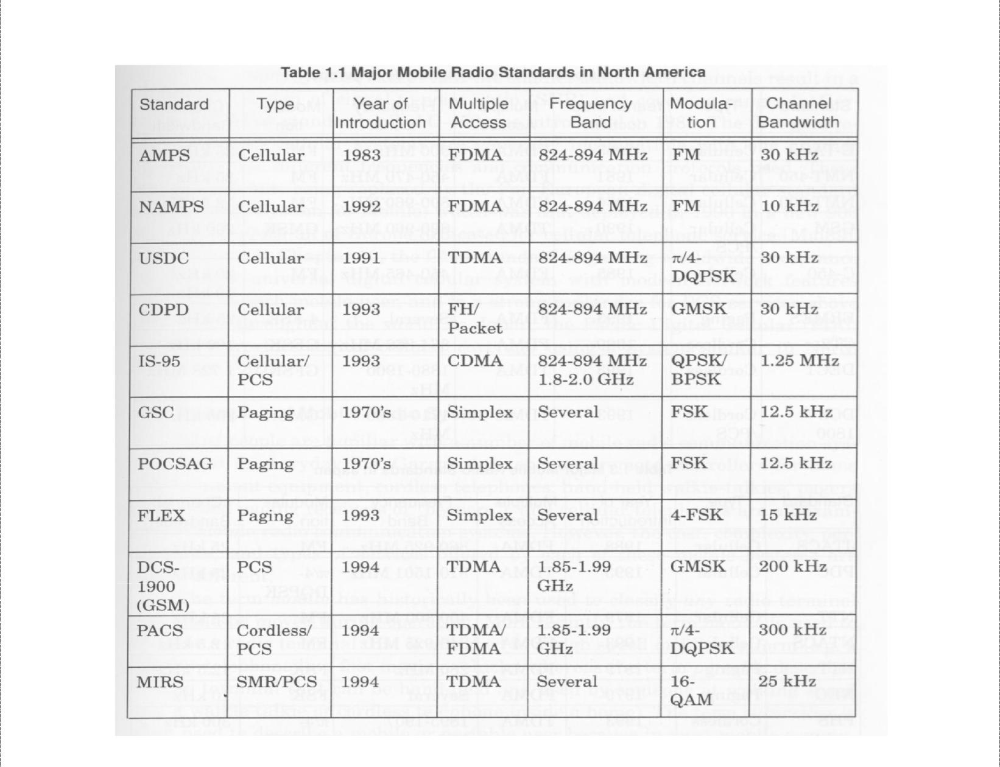 Table 1.1 Major Mobile Radio Standards in North America
Standard Type Year of Introduction Multiple Access Frequency Band Modula-tion Channel Bandwidth
AMPS Cellular 1983 FDMA 824-894 MHz FM 30 kHz
NAMPS Cellular 1992 FDMA 824-894 MHz FM 10 kHz
USDC Cellular 1991 TDMA 824-894 MHz π/4-DQPSK 30 kHz
CDPD Cellular 1993 FH/Packet 824-894 MHz GMSK 30 kHz
IS-95 Cellular/PCS 1993 CDMA 824-894 MHz 1.8-2.0 GHz QPSK/BPSK 1.25 MHz
GSC Paging 1970's Simplex Several FSK 12.5 kHz
POCSAG Paging 1970's Simplex Several FSK 12.5 kHz
FLEX Paging 1993 Simplex Several 4-FSK 15 kHz
DCS-1900 (GSM) PCS 1994 TDMA 1.85-1.99 GHz GMSK 200 kHz
PACS Cordless/PCS 1994 TDMA/FDMA 1.85-1.99 GHz π/4-DQPSK 300 kHz
MIRS SMR/PCS 1994 TDMA Several 16-QAM 25 kHz